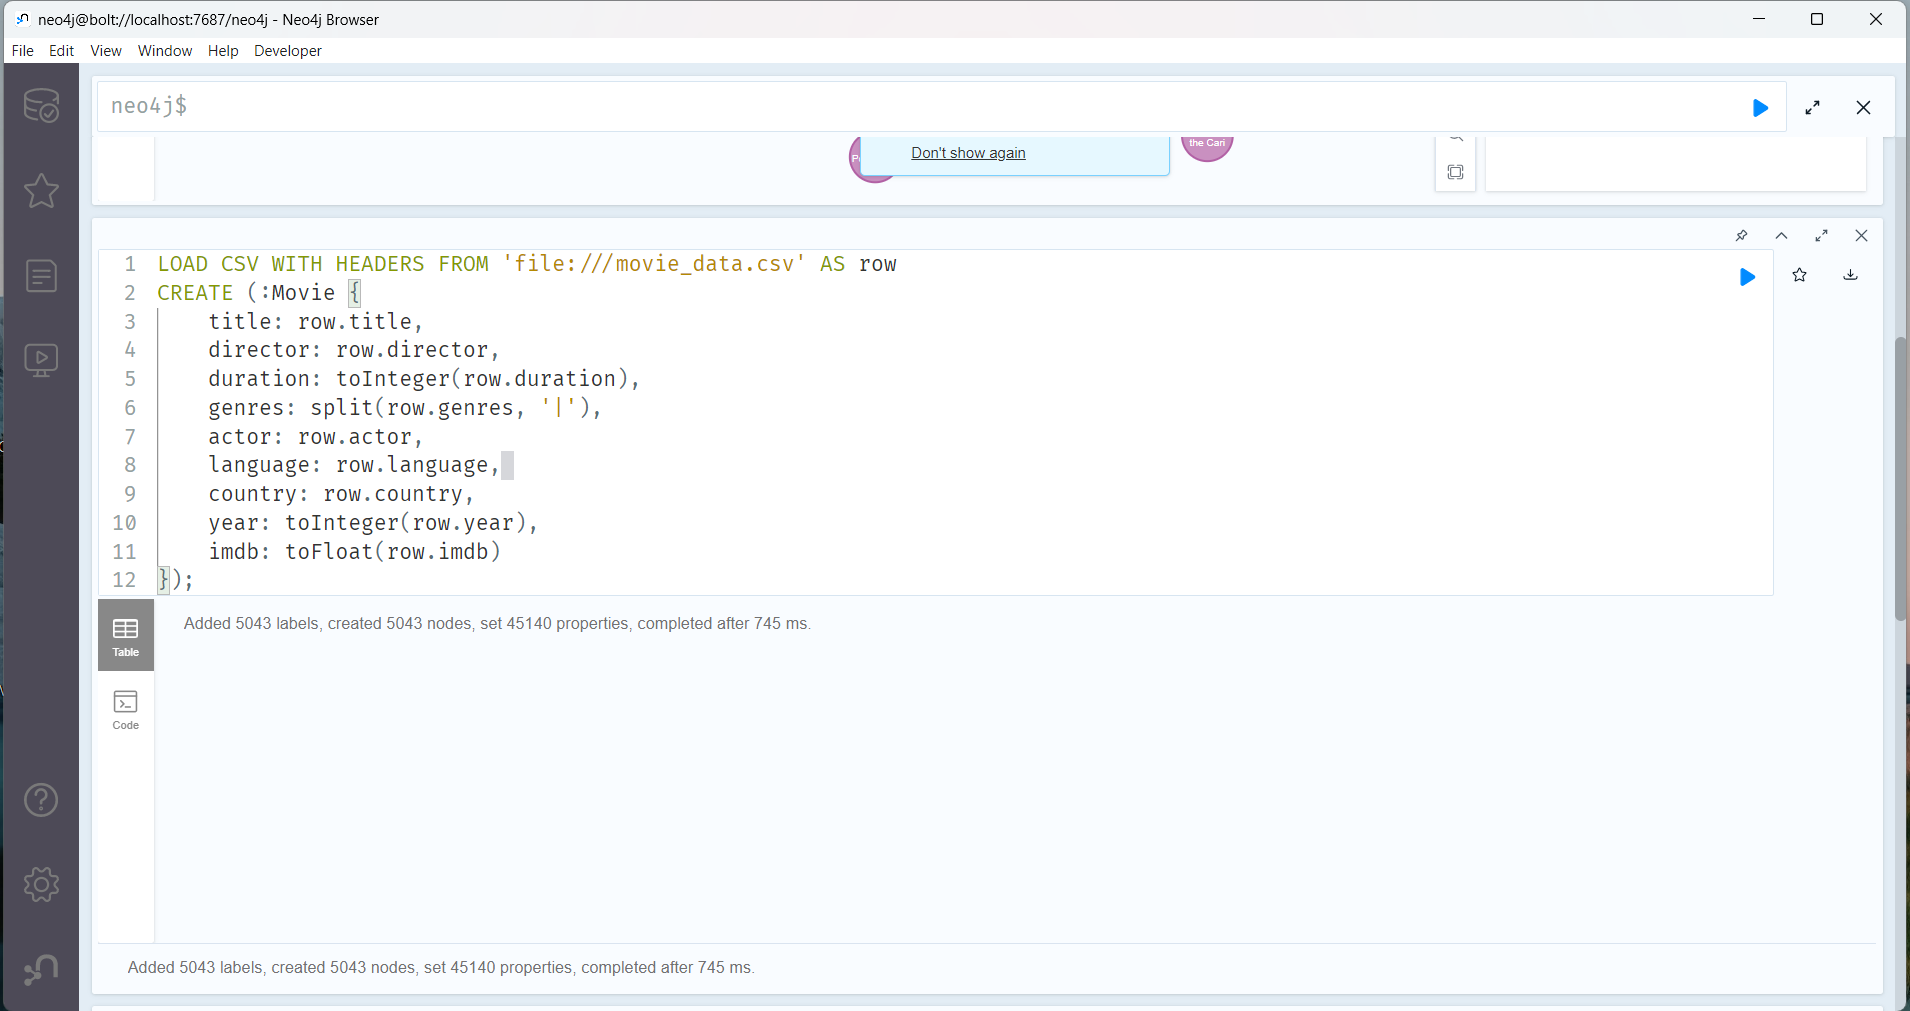 neo4j@bolt://localhost:7687/neo4j - Neo4j Browser
File Edit View Window Help Developer
neo4j$
the Cari
Don't show again
1 LOAD CSV WITH HEADERS FROM 'file:///movie_data.csv' AS row
2 CREATE (:Movie {
3 title: row.title,
4 director: row.director,
5 duration: toInteger(row.duration),
6 genres: split(row.genres, '|'),
7 actor: row.actor,
8 language: row.language,
9 country: row.country,
10 year: toInteger(row.year),
11 imdb: toFloat(row.imdb)
12 });
Table
Added 5043 labels, created 5043 nodes, set 45140 properties, completed after 745 ms.
Code
Added 5043 labels, created 5043 nodes, set 45140 properties, completed after 745 ms.